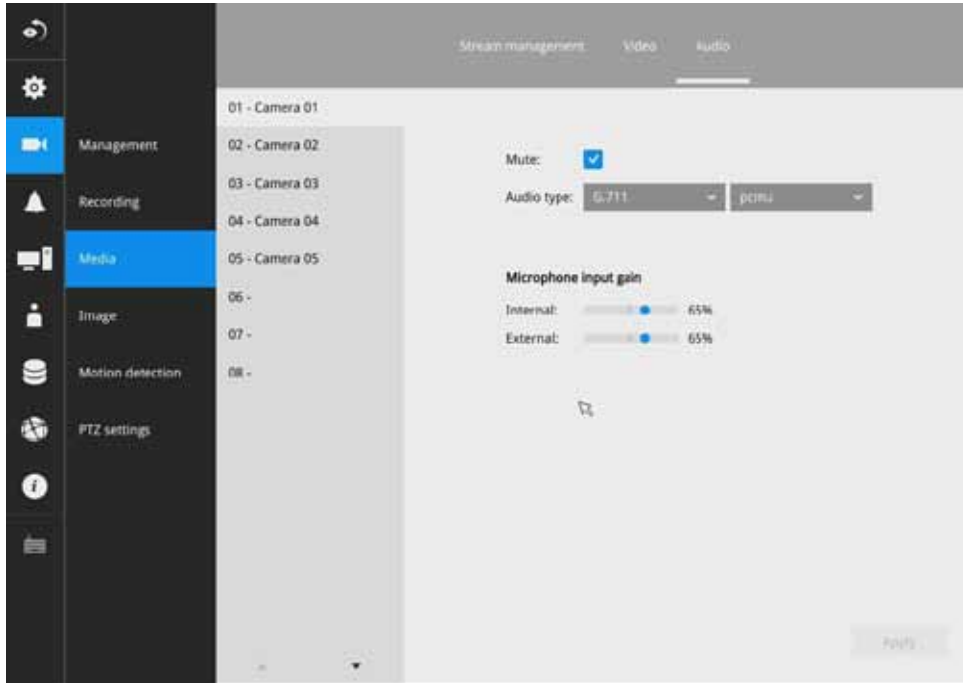 Stream management Video Audio
01 - Camera 01
02 - Camera 02
03 - Camera 03
04 - Camera 04
05 - Camera 05
06 -
07 -
08 -
Management
Recording
Media
Image
Motion detection
PTZ settings
Mute:
Audio type: G.711 pcmu
Microphone input gain
Internal: 65%
External: 65%
Apply